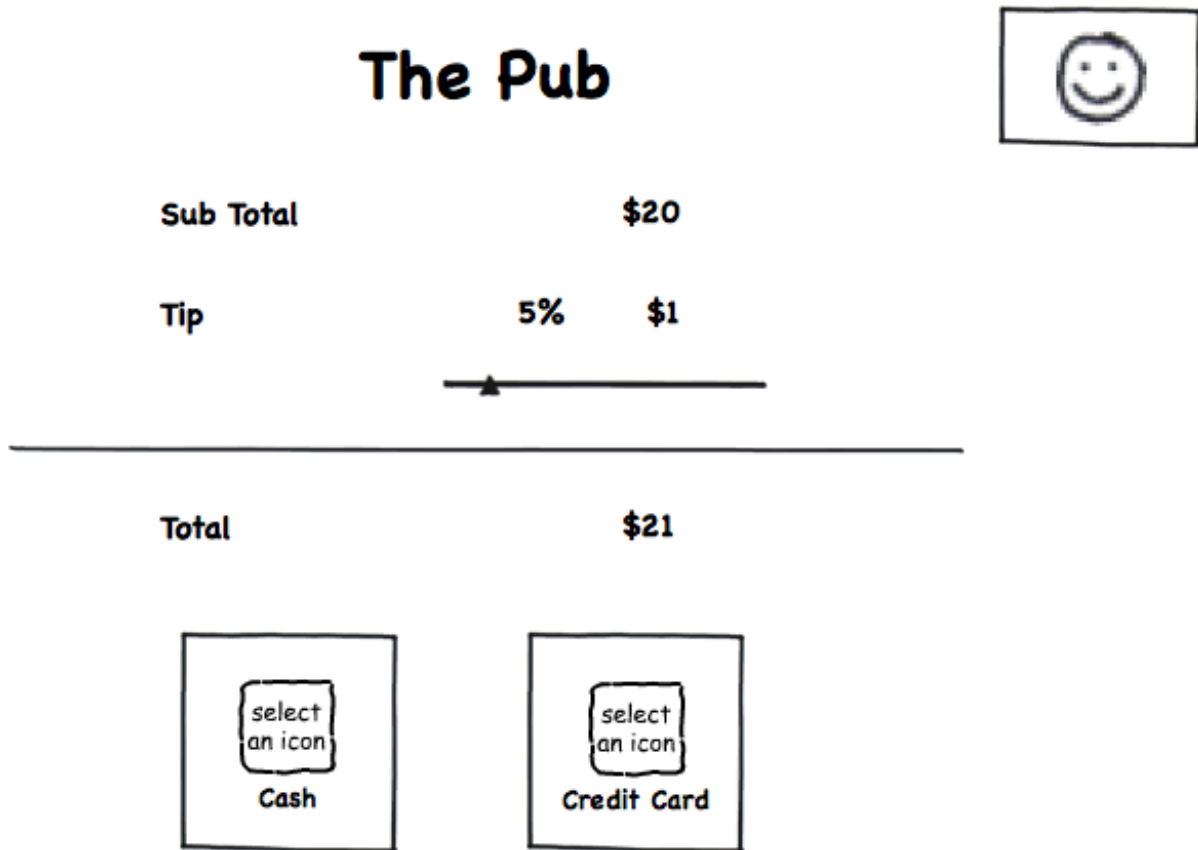 The Pub
Sub Total $20
Tip 5% $1
Total $21
select
an icon
Cash
select
an icon
Credit Card